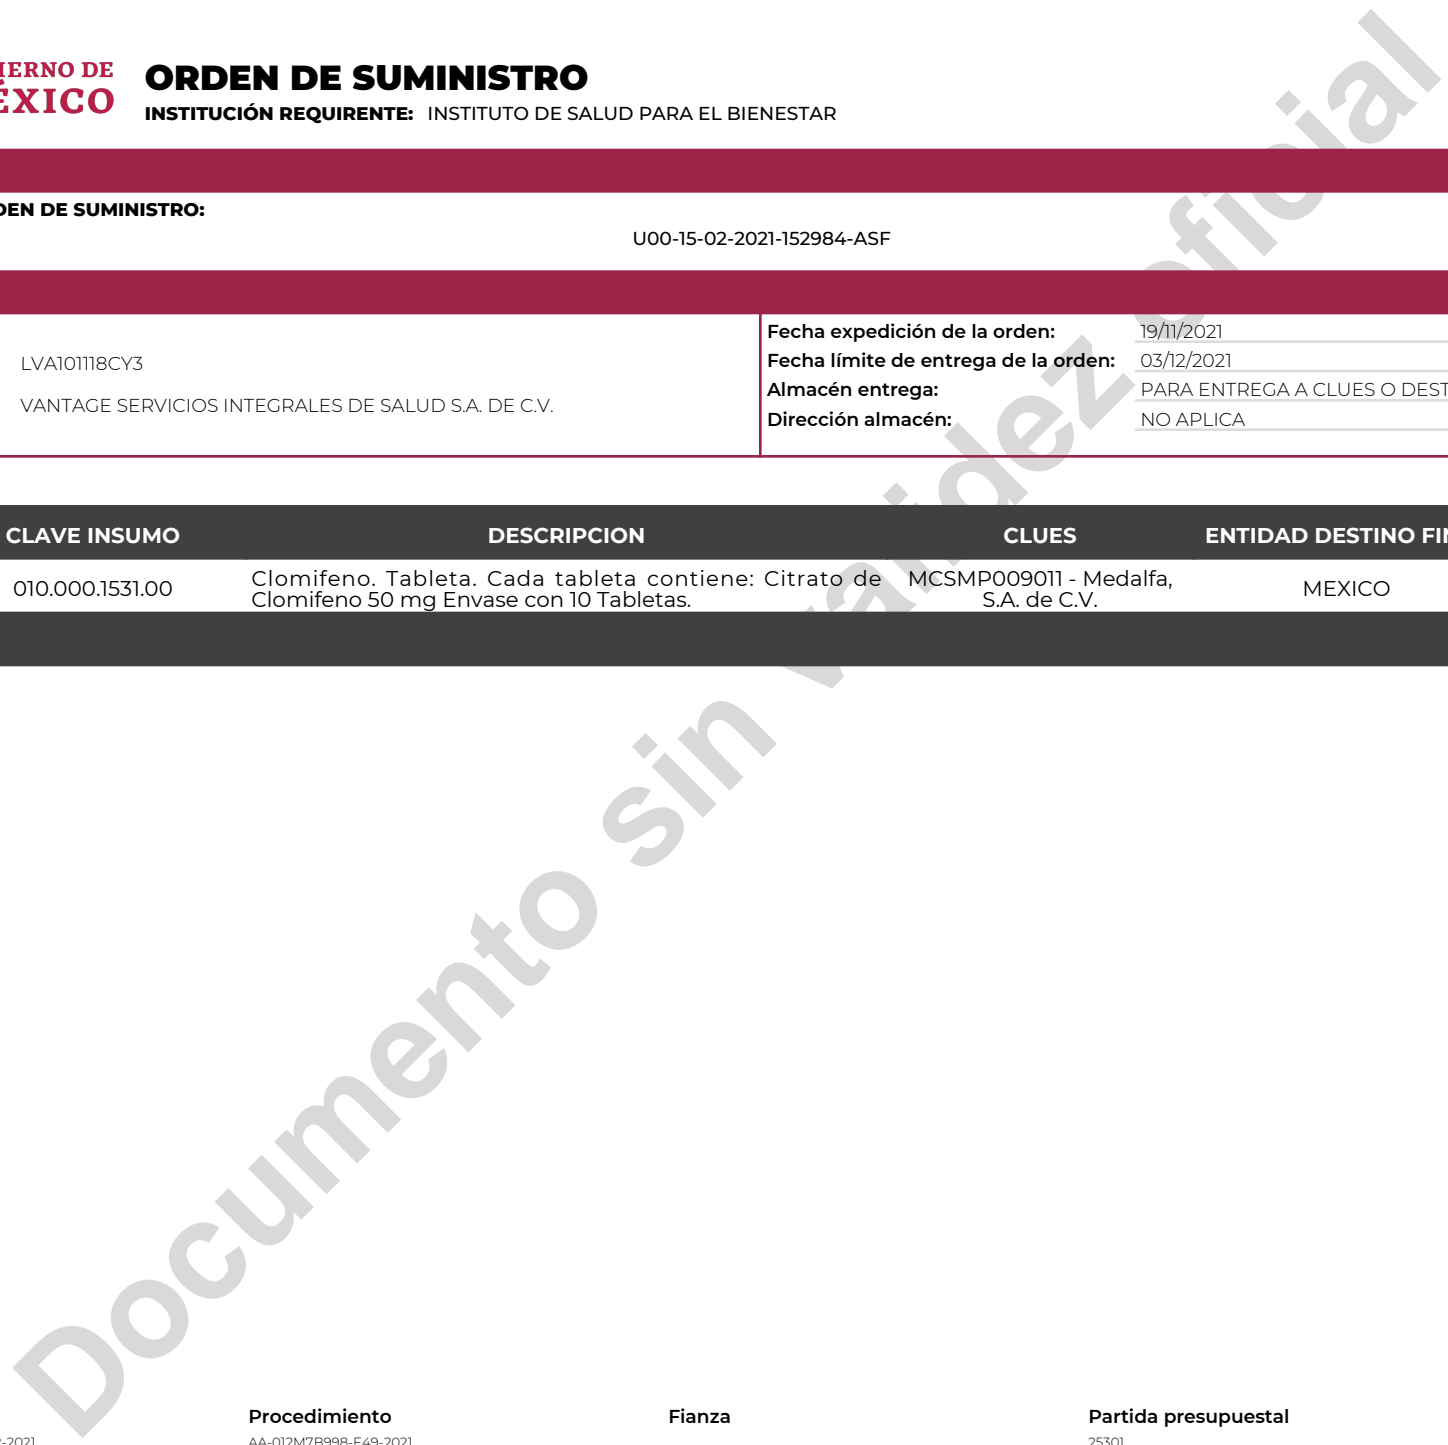 IERNO DE
ÉXICO
ORDEN DE SUMINISTRO
INSTITUCIÓN REQUIRENTE: INSTITUTO DE SALUD PARA EL BIENESTAR
DEN DE SUMINISTRO:
U00-15-02-2021-152984-ASF
LVA101118CY3
VANTAGE SERVICIOS INTEGRALES DE SALUD S.A. DE C.V.
Fecha expedición de la orden: 19/11/2021
Fecha límite de entrega de la orden: 03/12/2021
Almacén entrega: PARA ENTREGA A CLUES O DEST
Dirección almacén: NO APLICA
CLAVE INSUMO DESCRIPCION CLUES ENTIDAD DESTINO FIN
010.000.1531.00
Clomifeno. Tableta. Cada tableta contiene: Citrato de
Clomifeno 50 mg Envase con 10 Tabletas.
MCSMP009011 - Medalfa,
S.A. de C.V.
MEXICO
Documento sin validez oficial
Procedimiento Fianza Partida presupuestal
-2021 AA-012M7B998-E49-2021 25301